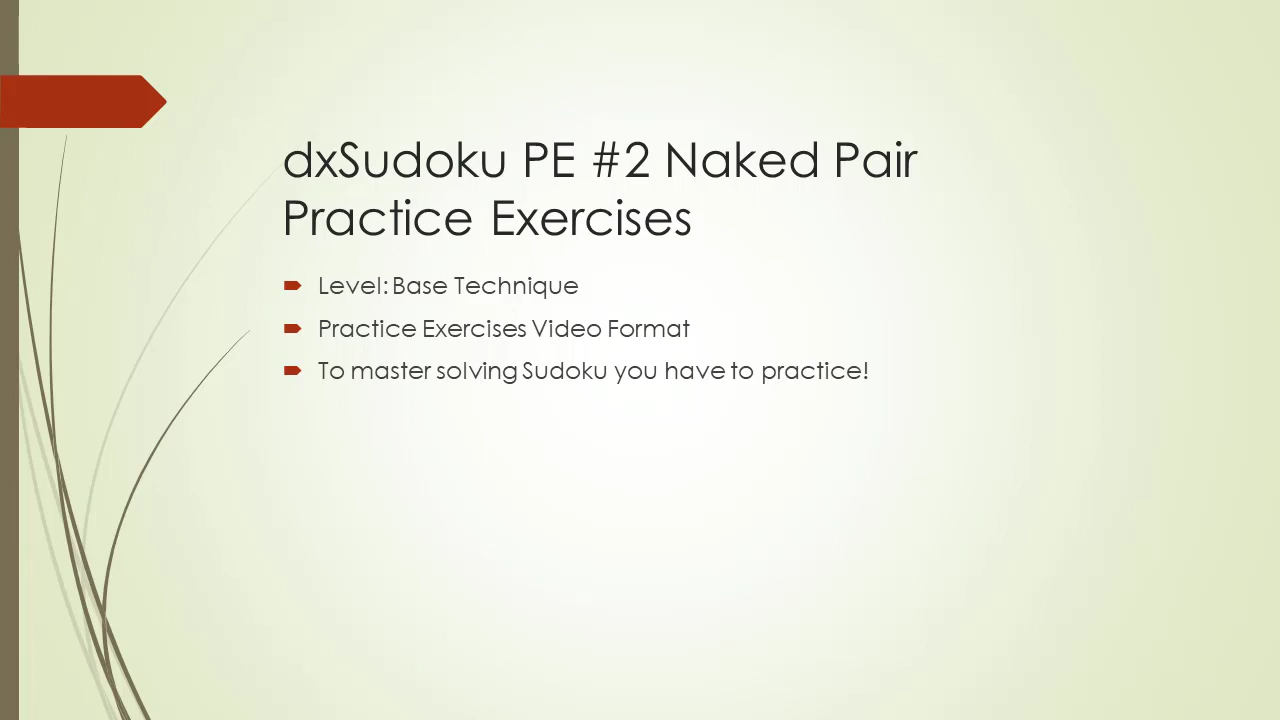 dxSudoku PE #2 Naked Pair
Practice Exercises
Level: Base Technique
Practice Exercises Video Format
To master solving Sudoku you have to practice!